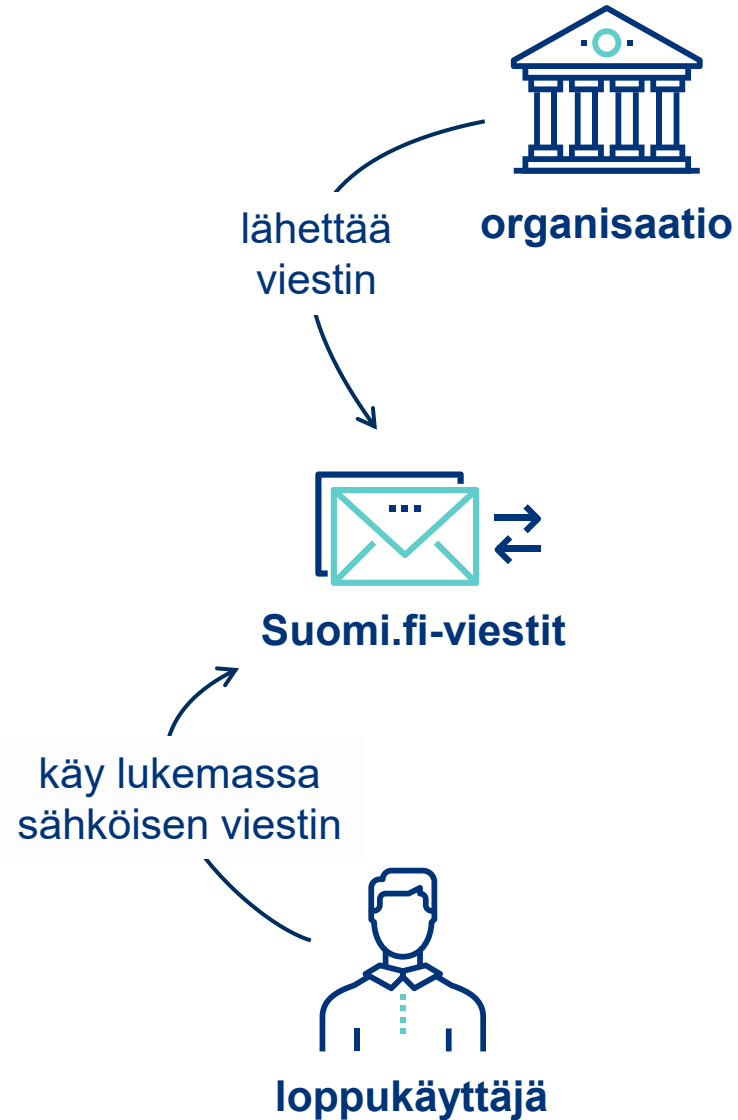 organisaatio
lähettää
viestin
Suomi.fi-viestit
käy lukemassa
sähköisen viestin
loppukäyttäjä